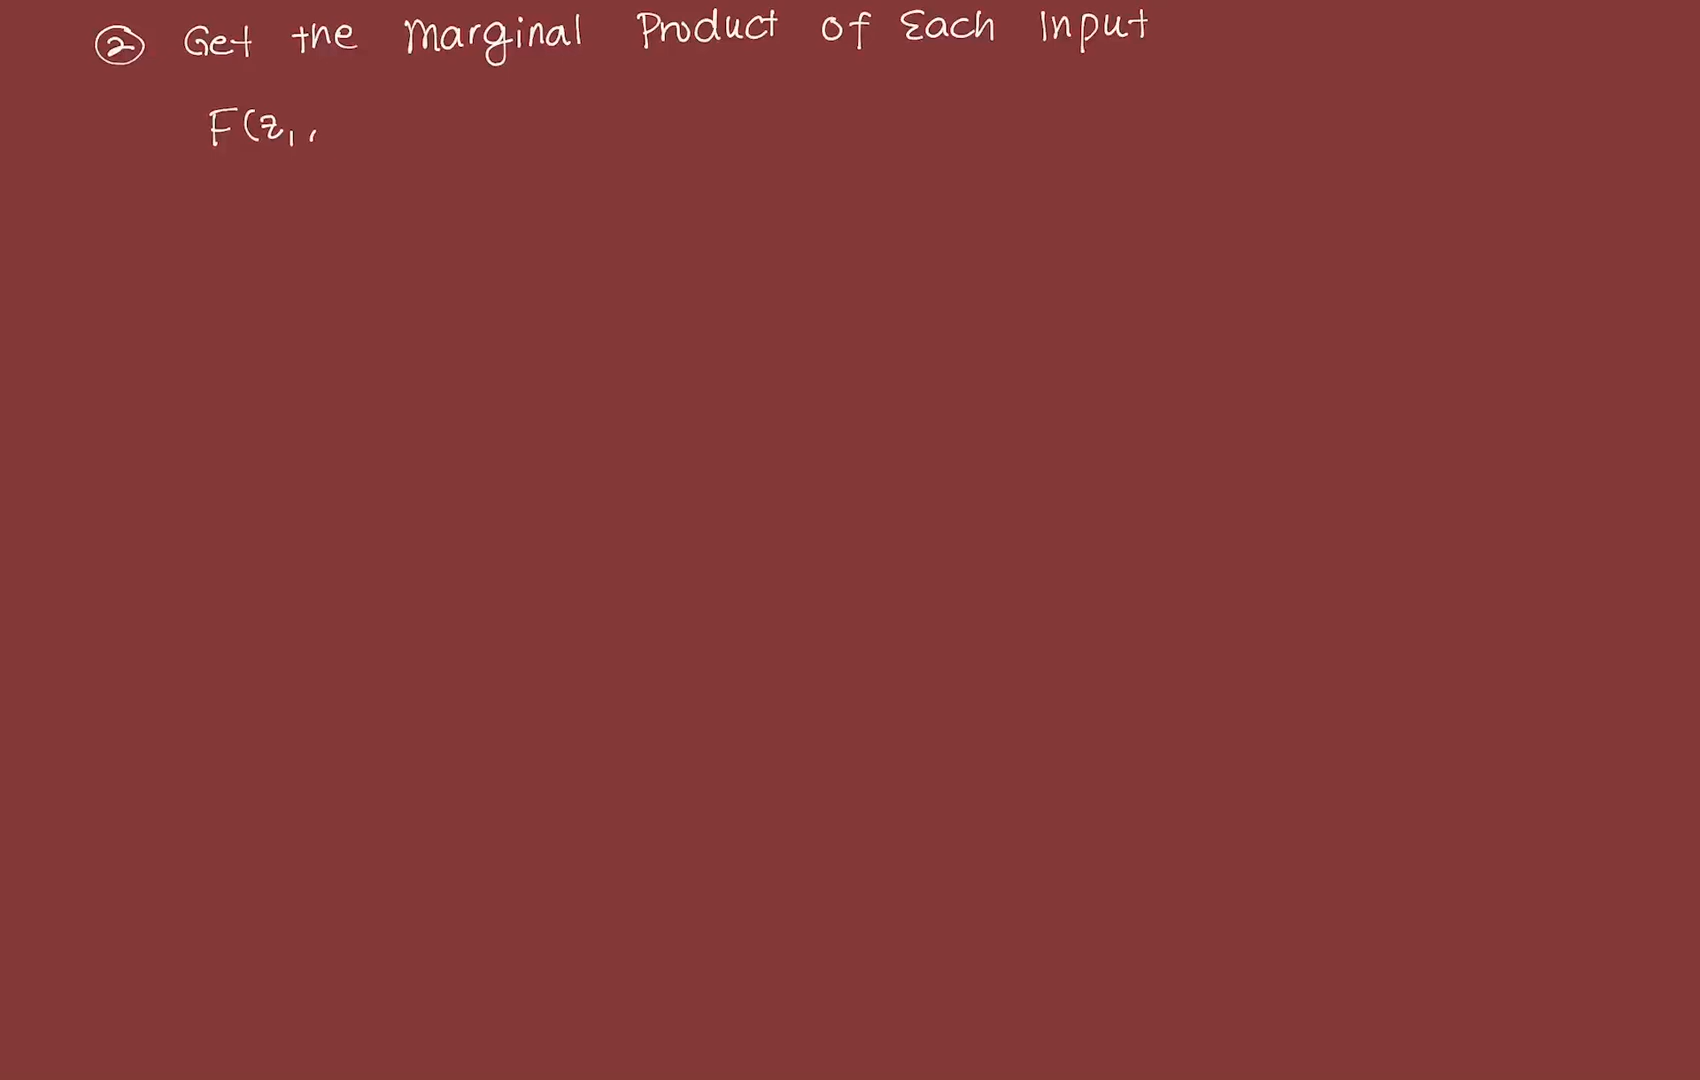 ② Get the Marginal Product of Each Input
F(z₁,